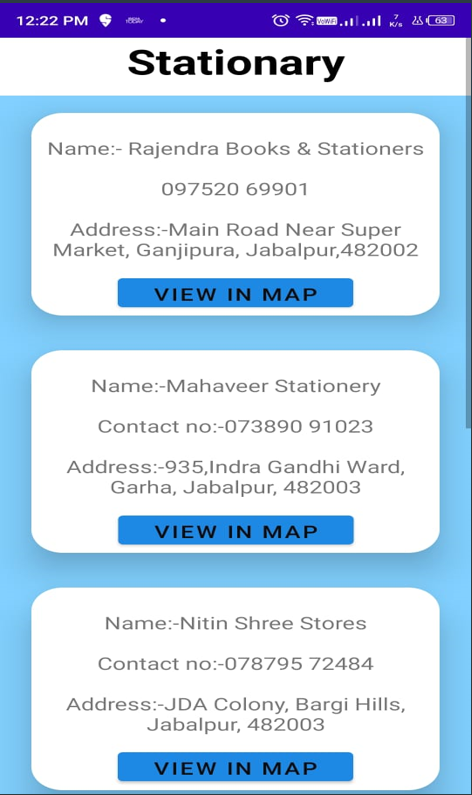 12:22 PM
VoWiFi
7
K/s
63
Stationary
Name:- Rajendra Books & Stationers
097520 69901
Address:-Main Road Near Super
Market, Ganjipura, Jabalpur,482002
VIEW IN MAP
Name:-Mahaveer Stationery
Contact no:-073890 91023
Address:-935,Indra Gandhi Ward,
Garha, Jabalpur, 482003
VIEW IN MAP
Name:-Nitin Shree Stores
Contact no:-078795 72484
Address:-JDA Colony, Bargi Hills,
Jabalpur, 482003
VIEW IN MAP